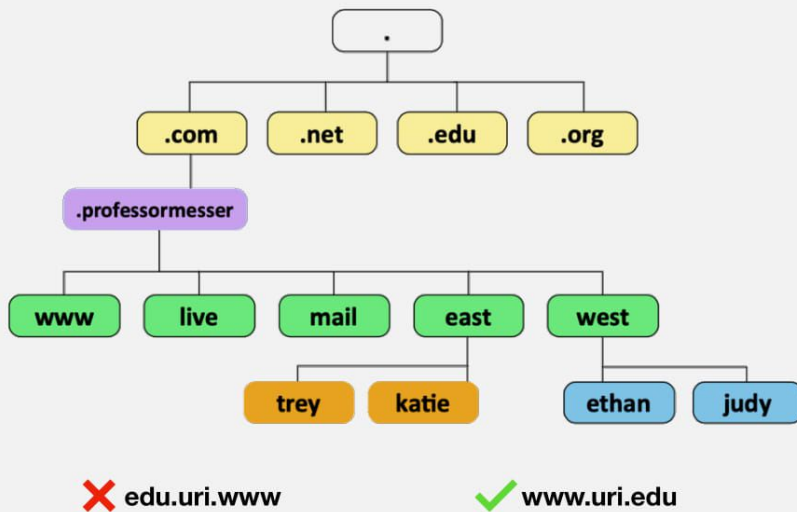 .
.com .net .edu .org
.professormesser
www live mail east west
trey katie ethan judy
edu.uri.www www.uri.edu